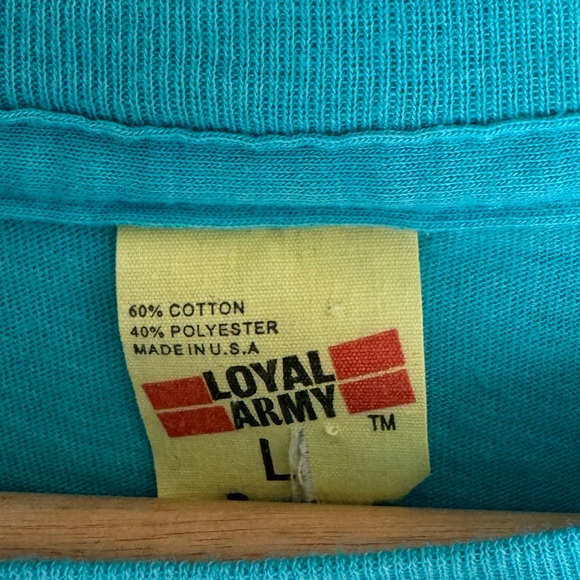 60% COTTON
40% POLYESTER
MADE IN U.S.A
LOYAL
ARMY
TM
L